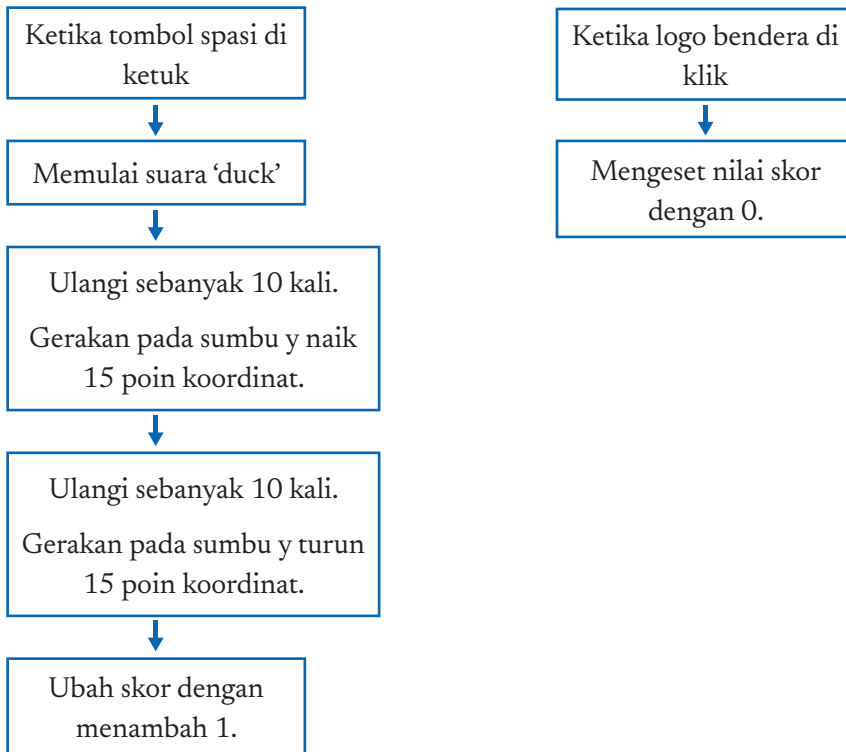 Ketika tombol spasi di
ketuk
Memulai suara ‘duck’
Ulangi sebanyak 10 kali.
Gerakan pada sumbu y naik
15 poin koordinat.
Ulangi sebanyak 10 kali.
Gerakan pada sumbu y turun
15 poin koordinat.
Ubah skor dengan
menambah 1.
Ketika logo bendera di
klik
Mengeset nilai skor
dengan 0.